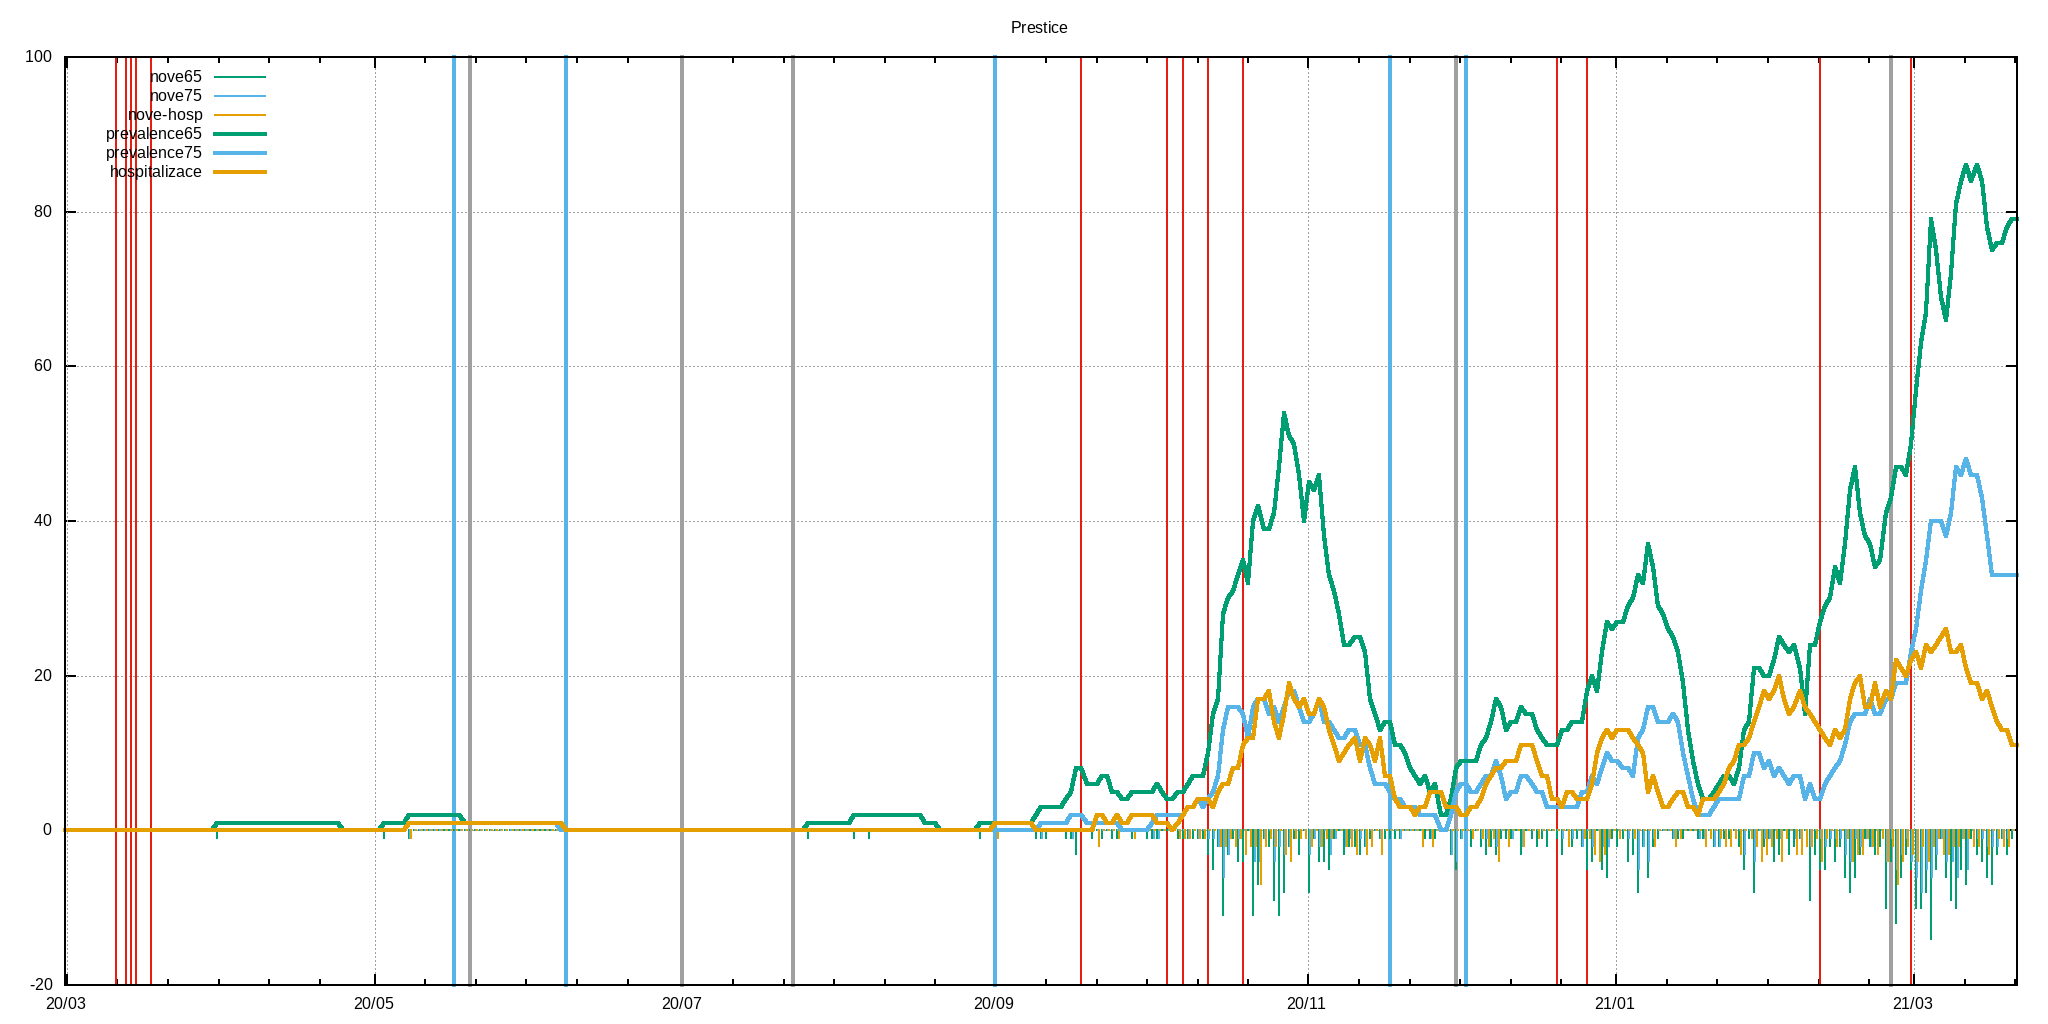 Prestice
100
nove65
nove75
nove-hosp
prevalence65
prevalence75
hospitalizace
80
60
40
20
0
-20
20/03 20/05 20/07 20/09 20/11 21/01 21/03